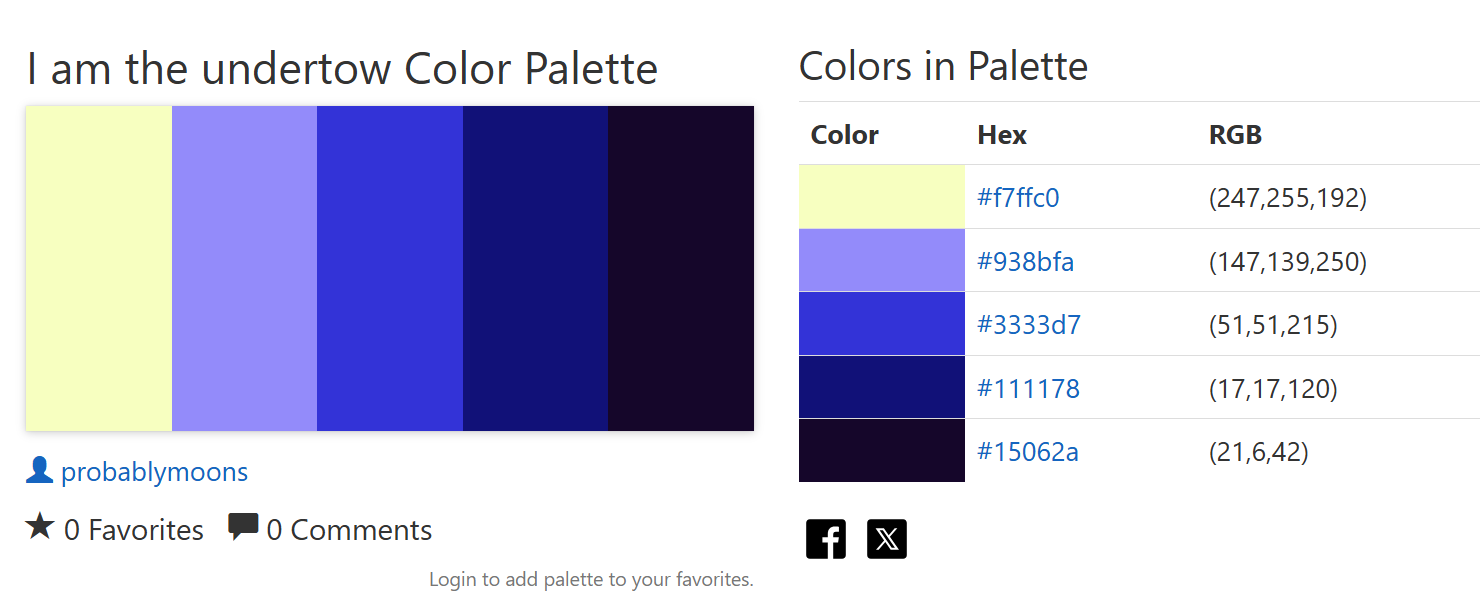 I am the undertow Color Palette
probablymoons
0 Favorites 0 Comments
Login to add palette to your favorites.
Colors in Palette
Color Hex RGB
#f7ffc0 (247,255,192)
#938bfa (147,139,250)
#3333d7 (51,51,215)
#111178 (17,17,120)
#15062a (21,6,42)